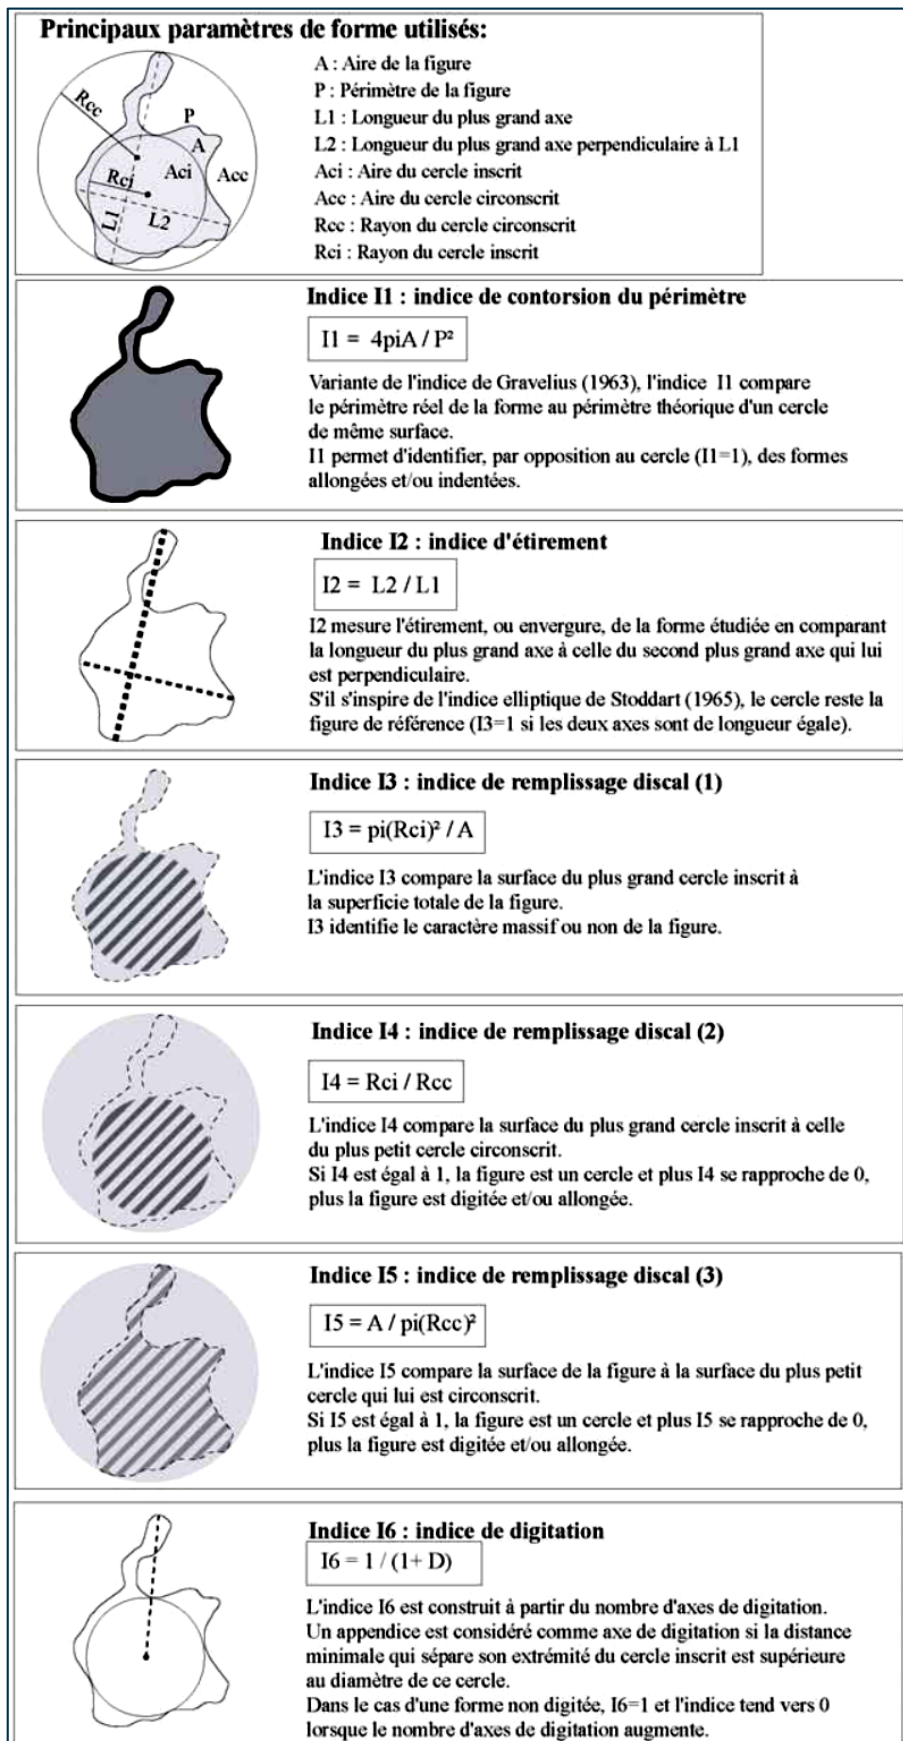 Principaux paramètres de forme utilisés:
Rcc
P
A
Aci
Acc
Rci
L1
L2
A : Aire de la figure
P : Périmètre de la figure
L1 : Longueur du plus grand axe
L2 : Longueur du plus grand axe perpendiculaire à L1
Aci : Aire du cercle inscrit
Acc : Aire du cercle circonscrit
Rcc : Rayon du cercle circonscrit
Rci : Rayon du cercle inscrit
Indice I1 : indice de contorsion du périmètre
I1 = 4piA / P²
Variante de l'indice de Gravelius (1963), l'indice I1 compare
le périmètre réel de la forme au périmètre théorique d'un cercle
de même surface.
I1 permet d'identifier, par opposition au cercle (I1=1), des formes
allongées et/ou indentées.
Indice I2 : indice d'étirement
I2 = L2 / L1
I2 mesure l'étirement, ou envergure, de la forme étudiée en comparant
la longueur du plus grand axe à celle du second plus grand axe qui lui
est perpendiculaire.
S'il s'inspire de l'indice elliptique de Stoddart (1965), le cercle reste la
figure de référence (I3=1 si les deux axes sont de longueur égale).
Indice I3 : indice de remplissage discal (1)
I3 = pi(Rci)² / A
L'indice I3 compare la surface du plus grand cercle inscrit à
la superficie totale de la figure.
I3 identifie le caractère massif ou non de la figure.
Indice I4 : indice de remplissage discal (2)
I4 = Rci / Rcc
L'indice I4 compare la surface du plus grand cercle inscrit à celle
du plus petit cercle circonscrit.
Si I4 est égal à 1, la figure est un cercle et plus I4 se rapproche de 0,
plus la figure est digitée et/ou allongée.
Indice I5 : indice de remplissage discal (3)
I5 = A / pi(Rcc)²
L'indice I5 compare la surface de la figure à la surface du plus petit
cercle qui lui est circonscrit.
Si I5 est égal à 1, la figure est un cercle et plus I5 se rapproche de 0,
plus la figure est digitée et/ou allongée.
Indice I6 : indice de digitation
I6 = 1 / (1+ D)
L'indice I6 est construit à partir du nombre d'axes de digitation.
Un appendice est considéré comme axe de digitation si la distance
minimale qui sépare son extrémité du cercle inscrit est supérieure
au diamètre de ce cercle.
Dans le cas d'une forme non digitée, I6=1 et l'indice tend vers 0
lorsque le nombre d'axes de digitation augmente.